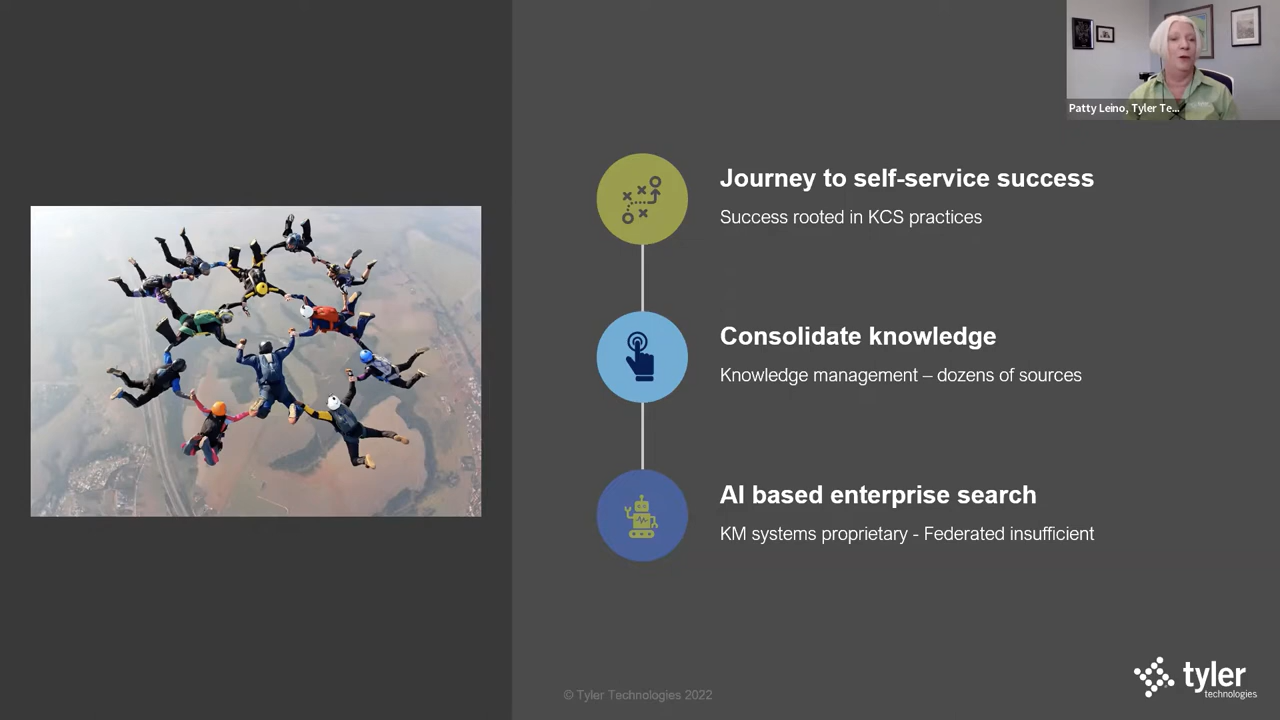 Patty Leino, Tyler Te...
Journey to self-service success
Success rooted in KCS practices
Consolidate knowledge
Knowledge management – dozens of sources
AI based enterprise search
KM systems proprietary - Federated insufficient
© Tyler Technologies 2022
tyler
technologies